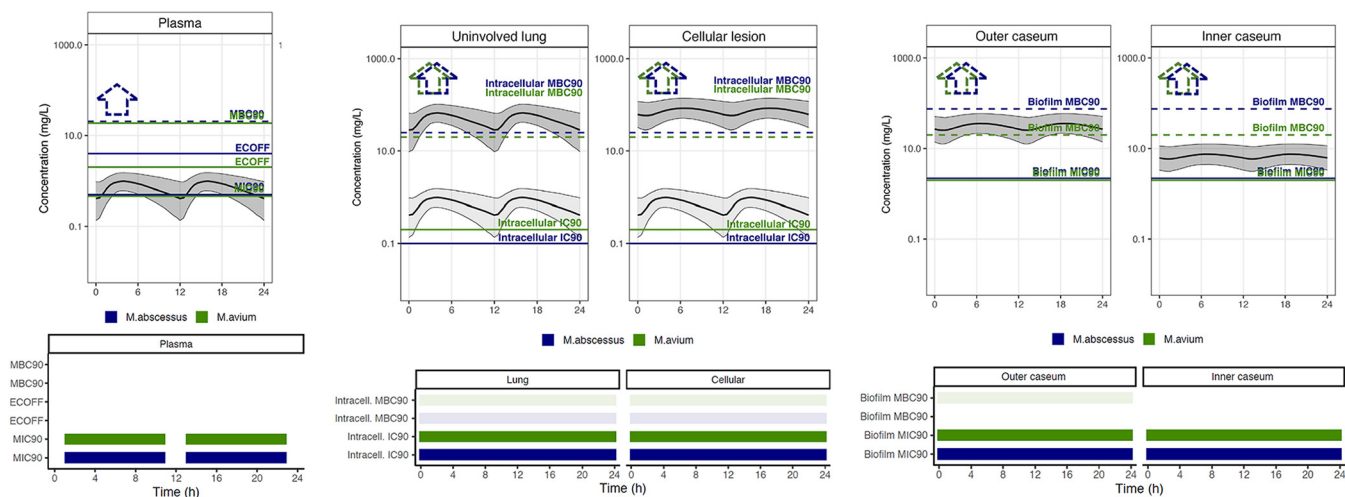 Plasma
Concentration (mg/L)
1000.0
10.0
0.1
1
MBC90
ECOFF
ECOFF
MIC90
0 6 12 18 24
M.abscessus M.avium
Plasma
MBC90
MBC90
ECOFF
ECOFF
MIC90
MIC90
0 4 8 12 16 20 24
Time (h)
Uninvolved lung Cellular lesion
Concentration (mg/L)
1000.0
10.0
0.1
Intracellular MBC90
Intracellular MBC90
Intracellular IC90
Intracellular IC90
Intracellular MBC90
Intracellular MBC90
Intracellular IC90
Intracellular IC90
0 6 12 18 24 0 6 12 18 24
M.abscessus M.avium
Lung Cellular
Intracell. MBC90
Intracell. MBC90
Intracell. IC90
Intracell. IC90
0 4 8 12 16 20 24 0 4 8 12 16 20 24
Time (h)
Outer caseum Inner caseum
Concentration (mg/L)
1000.0
10.0
0.1
Biofilm MBC90
Biofilm MBC90
Biofilm MIC90
Biofilm MBC90
Biofilm MBC90
Biofilm MIC90
0 6 12 18 24 0 6 12 18 24
M.abscessus M.avium
Outer caseum Inner caseum
Biofilm MBC90
Biofilm MBC90
Biofilm MIC90
Biofilm MIC90
0 4 8 12 16 20 24 0 4 8 12 16 20 24
Time (h)